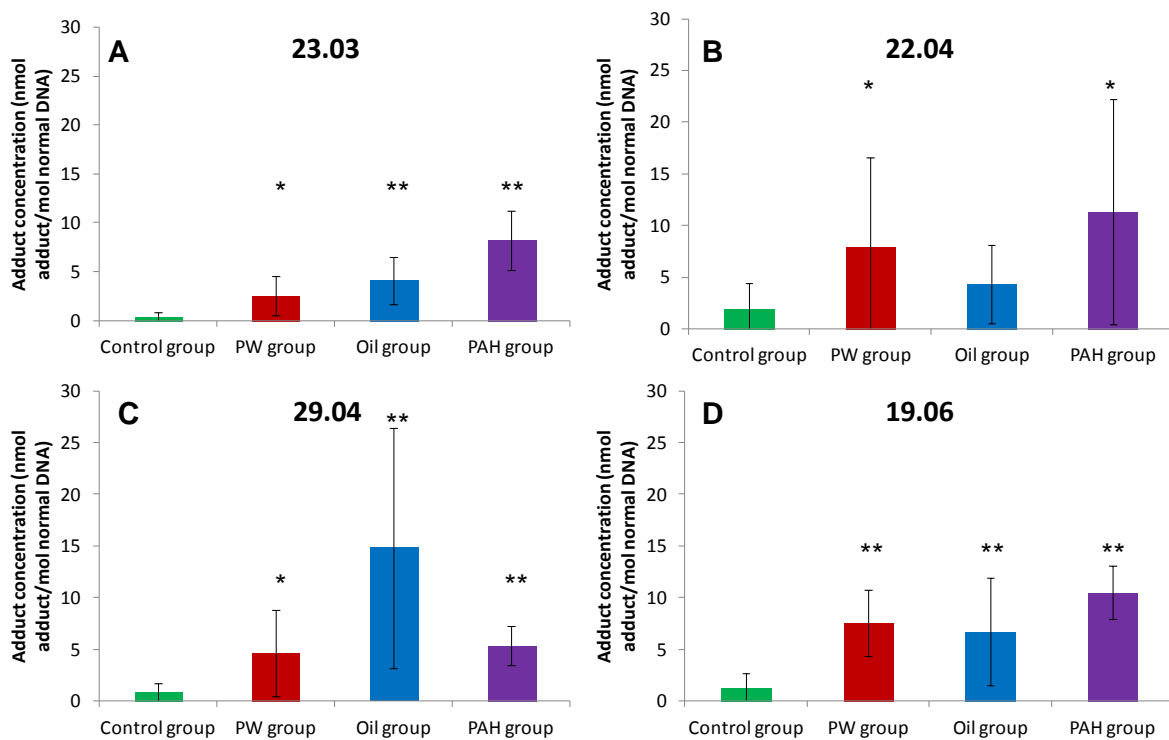 A
23.03
Adduct concentration (nmol
adduct/mol normal DNA)
30
25
20
15
10
5
0
*
**
**
Control group
PW group
Oil group
PAH group
B
22.04
Adduct concentration (nmol
adduct/mol normal DNA)
30
25
20
15
10
5
0
*
*
Control group
PW group
Oil group
PAH group
C
29.04
Adduct concentration (nmol
adduct/mol normal DNA)
30
25
20
15
10
5
0
*
**
**
Control group
PW group
Oil group
PAH group
D
19.06
Adduct concentration (nmol
adduct/mol normal DNA)
30
25
20
15
10
5
0
**
**
**
Control group
PW group
Oil group
PAH group